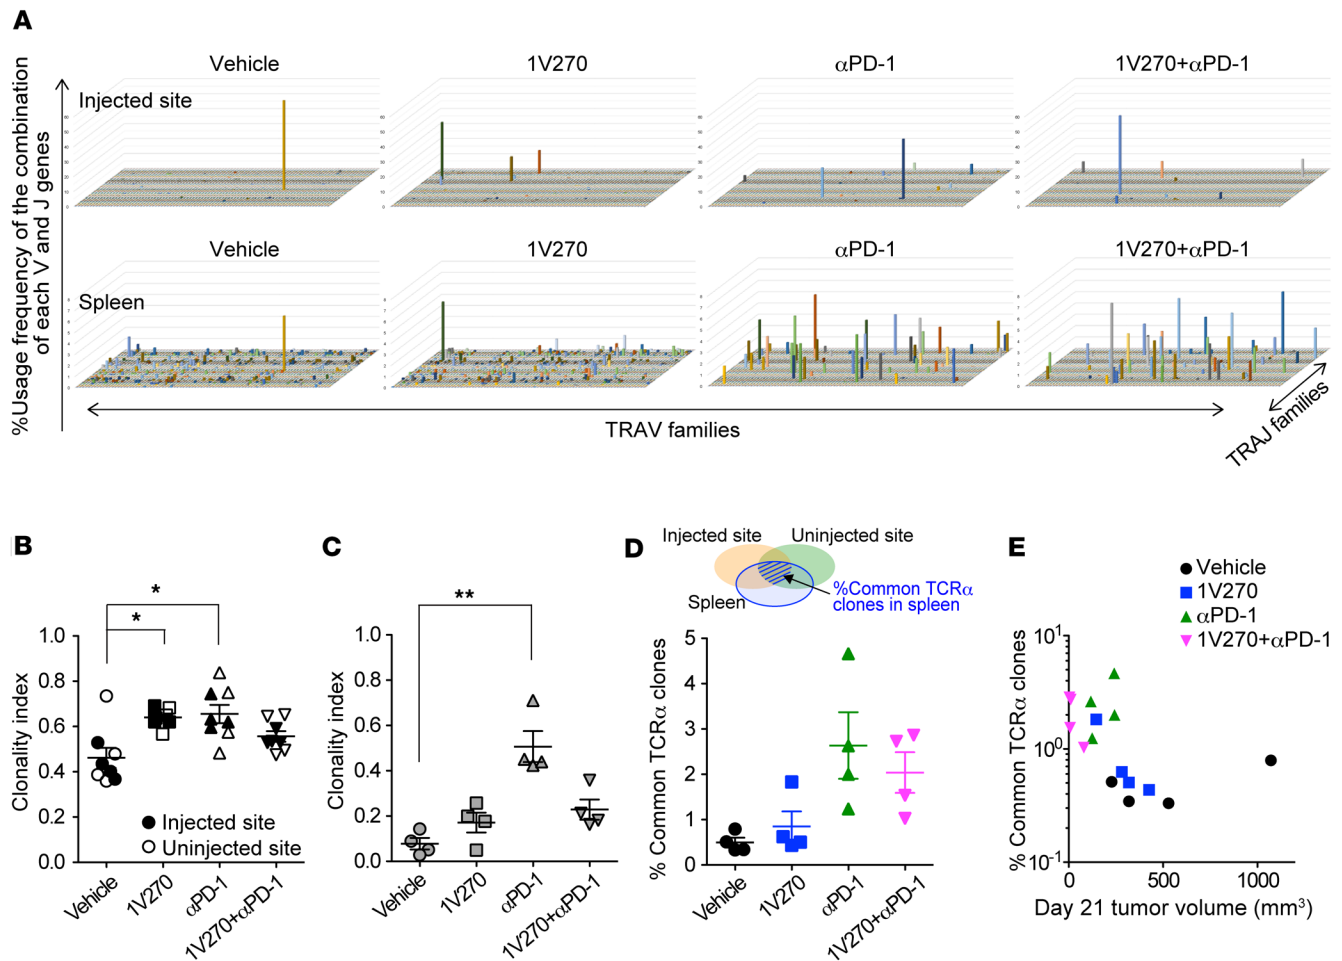 A
%Usage frequency of the combination
of each V and J genes
Vehicle
1V270
αPD-1
1V270+αPD-1
Injected site
Vehicle
1V270
αPD-1
1V270+αPD-1
Spleen
TRAV families
TRAJ families
B
Clonality index
1.0
0.8
0.6
0.4
0.2
0.0
*
*
Injected site
Uninjected site
Vehicle
1V270
αPD-1
1V270+αPD-1
C
Clonality index
1.0
0.8
0.6
0.4
0.2
0.0
**
Vehicle
1V270
αPD-1
1V270+αPD-1
D
Injected site
Uninjected site
Spleen
%Common TCRα
clones in spleen
% Common TCRα clones
5
4
3
2
1
0
Vehicle
1V270
αPD-1
1V270+αPD-1
E
Vehicle
1V270
αPD-1
1V270+αPD-1
% Common TCRα clones
10¹
10⁰
10⁻¹
0
500
1000
Day 21 tumor volume (mm³)